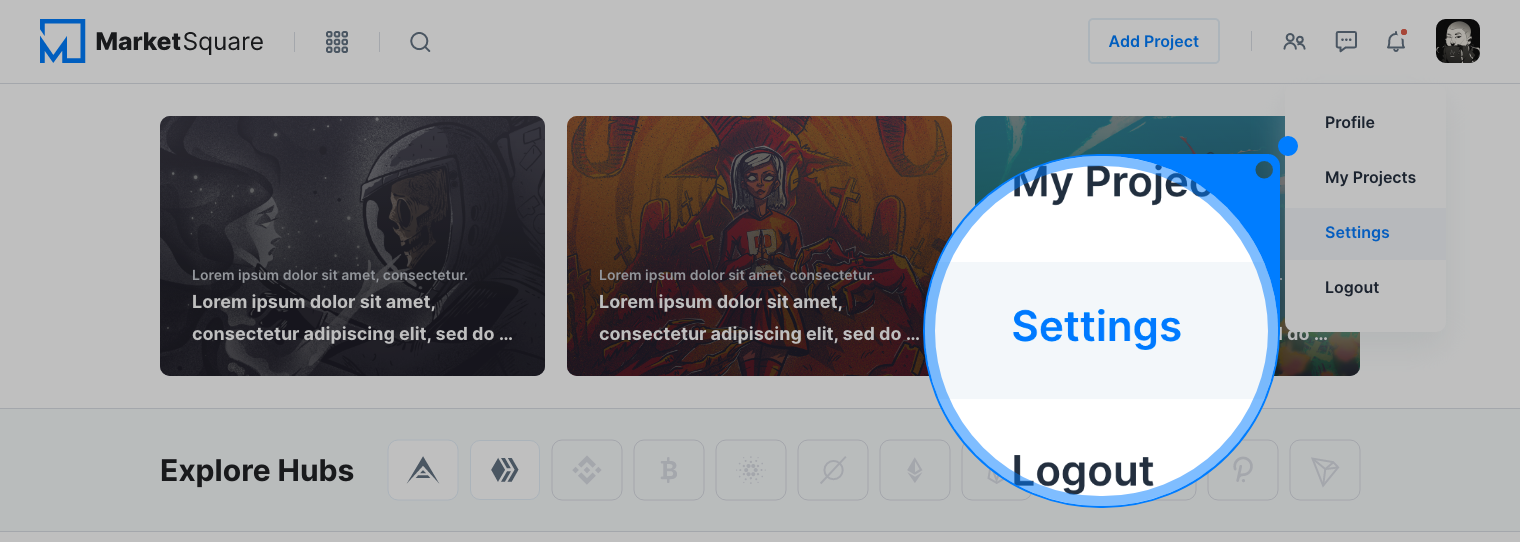 MarketSquare
Add Project
Profile
My Projects
Settings
Logout
Lorem ipsum dolor sit amet, consectetur.
Lorem ipsum dolor sit amet,
consectetur adipiscing elit, sed do ...
Lorem ipsum dolor sit amet, consectetur.
Lorem ipsum dolor sit amet,
consectetur adipiscing elit, sed do ...
do ...
My Projec
Settings
Logout
Explore Hubs